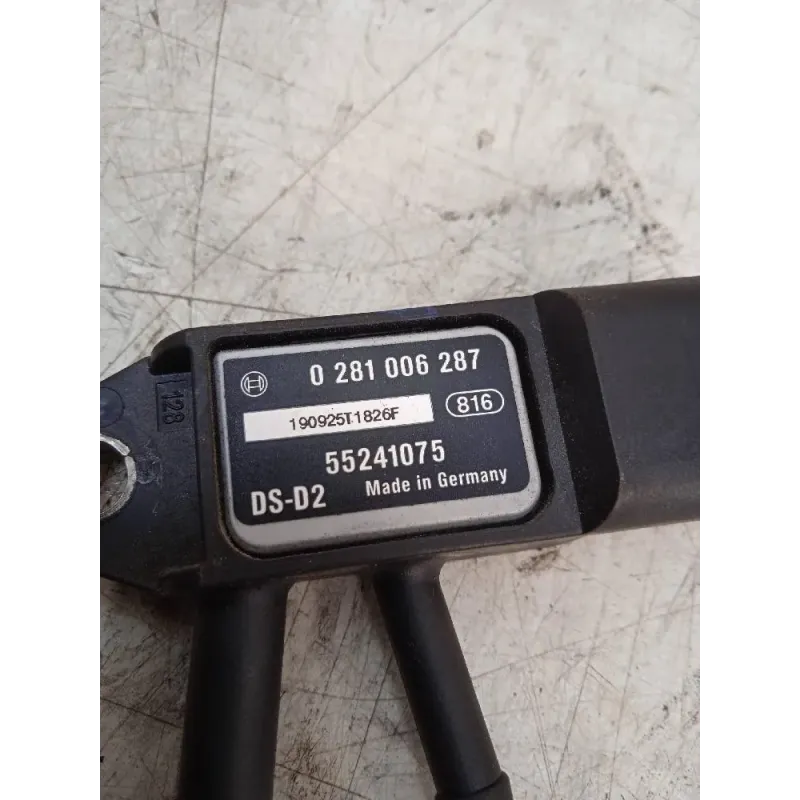 0 281 006 287
190925T1826F
816
55241075
DS-D2 Made in Germany
128